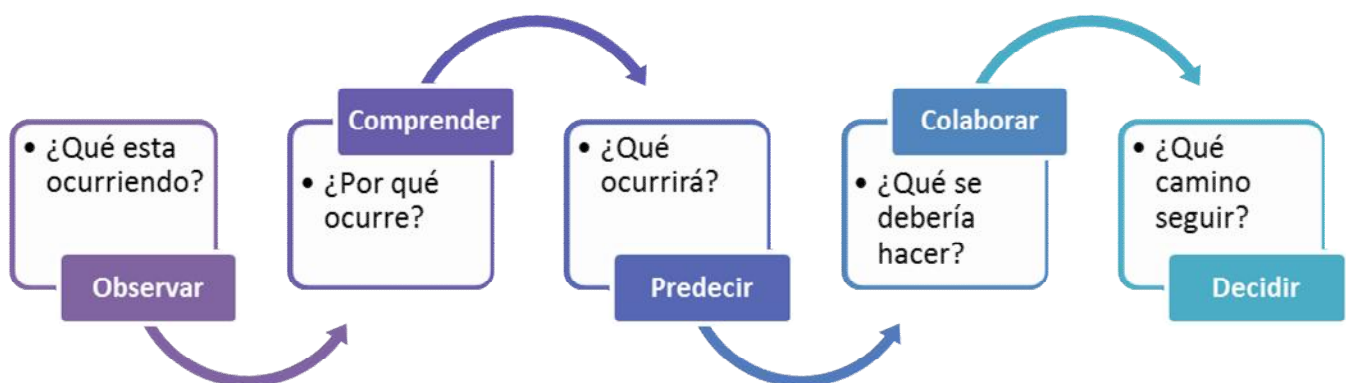 • ¿Qué esta
ocurriendo?
Observar
Comprender
• ¿Por qué
ocurre?
• ¿Qué
ocurrirá?
Predecir
Colaborar
• ¿Qué se
debería
hacer?
• ¿Qué
camino
seguir?
Decidir